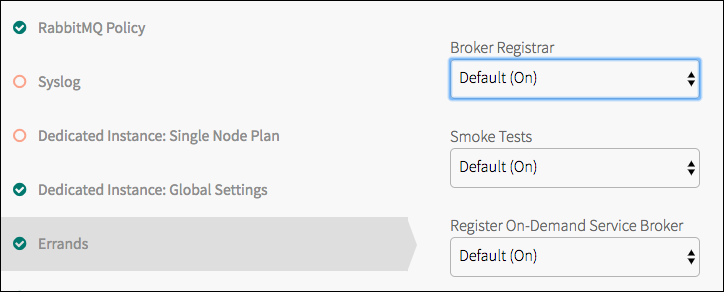 RabbitMQ Policy
Syslog
Dedicated Instance: Single Node Plan
Dedicated Instance: Global Settings
Errands
Broker Registrar
Default (On)
Smoke Tests
Default (On)
Register On-Demand Service Broker
Default (On)